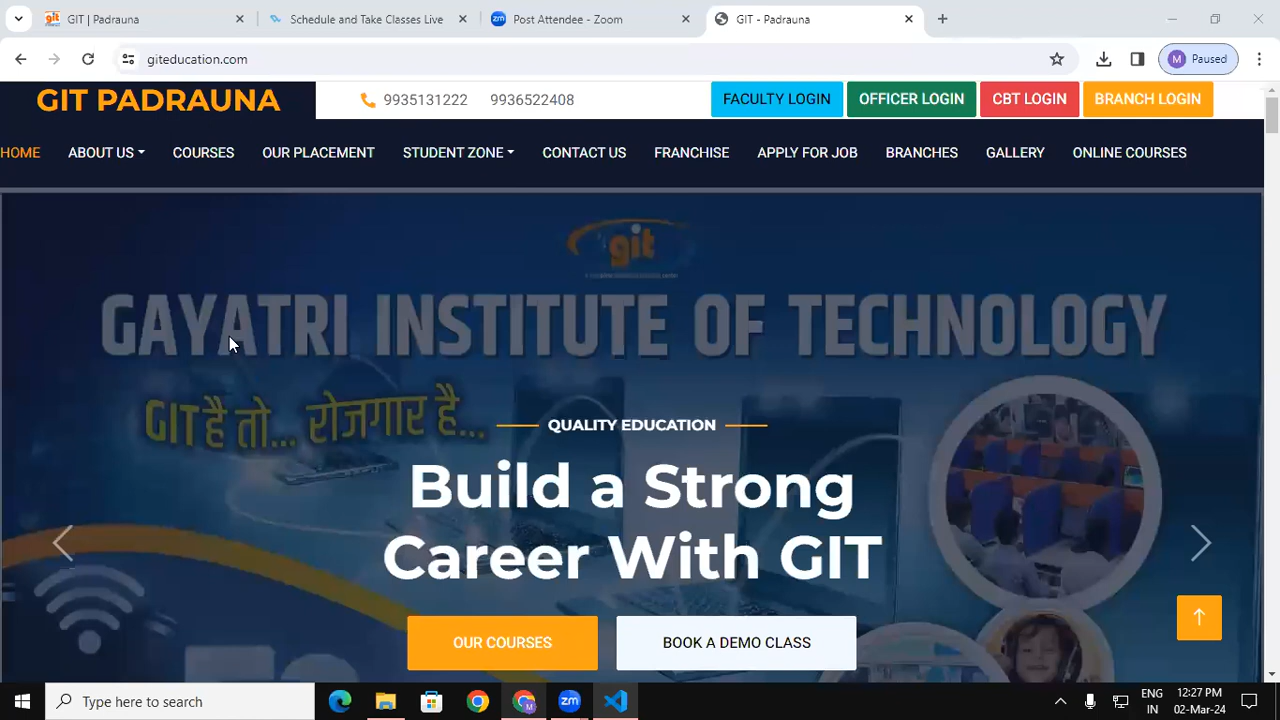 GIT | Padrauna
Schedule and Take Classes Live
Post Attendee - Zoom
GIT - Padrauna
giteducation.com
M Paused
GIT PADRAUNA
9935131222 9936522408
FACULTY LOGIN
OFFICER LOGIN
CBT LOGIN
BRANCH LOGIN
HOME ABOUT US COURSES OUR PLACEMENT STUDENT ZONE CONTACT US FRANCHISE APPLY FOR JOB BRANCHES GALLERY ONLINE COURSES
git
GAYATRI INSTITUTE OF TECHNOLOGY
GIT है तो... रोजगार है...
QUALITY EDUCATION
Build a Strong
Career With GIT
OUR COURSES
BOOK A DEMO CLASS
Type here to search
zm
ENG
IN
12:27 PM
02-Mar-24